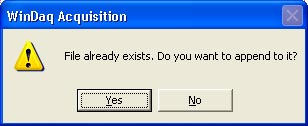 WinDaq Acquisition
File already exists. Do you want to append to it?
Yes
No